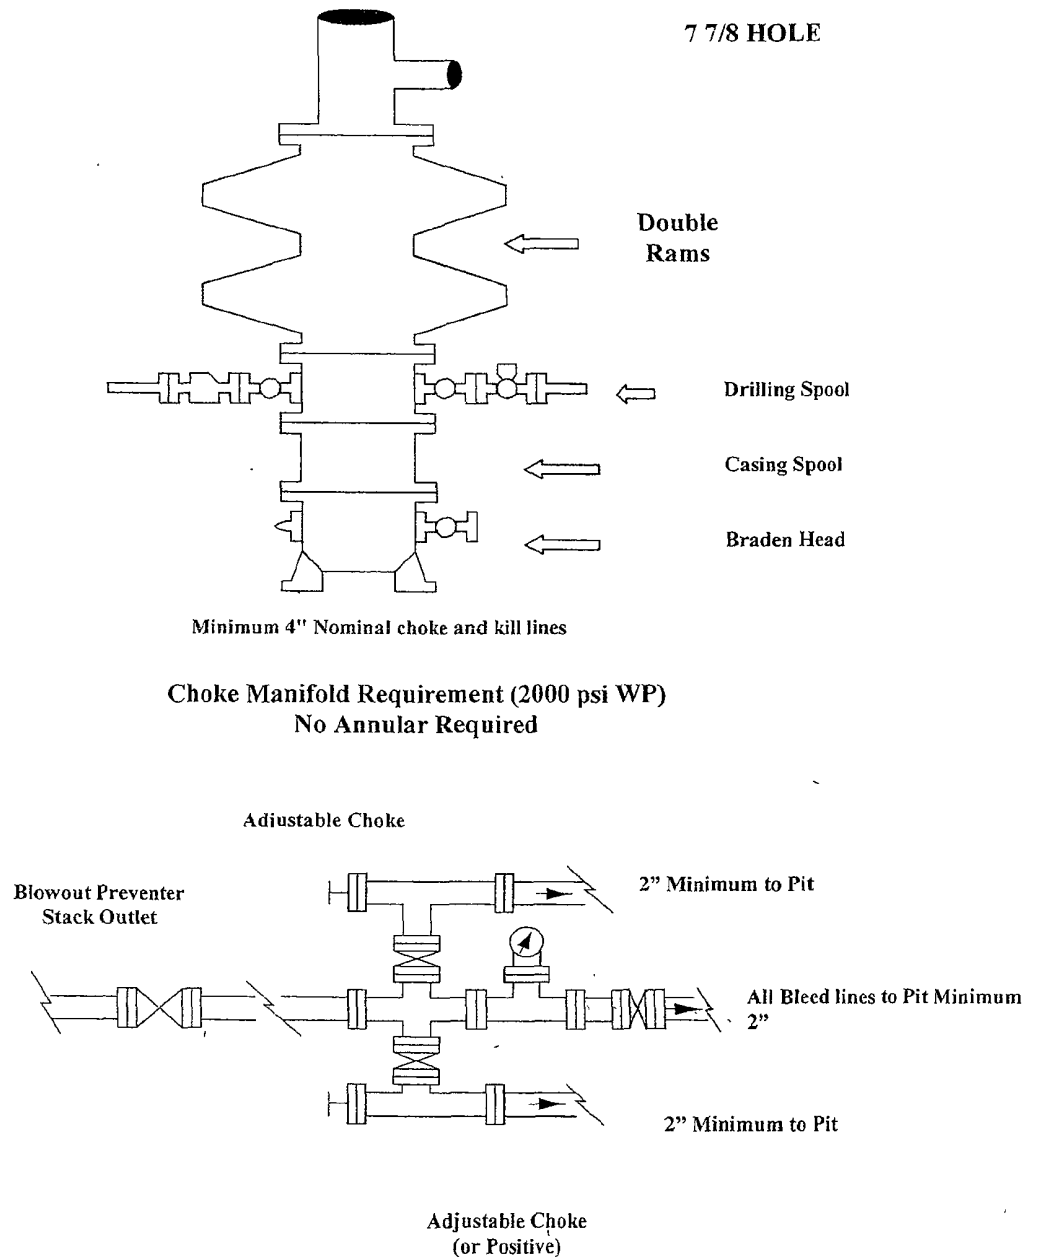 7 7/8 HOLE
Double
Rams
Drilling Spool
Casing Spool
Braden Head
Minimum 4" Nominal choke and kill lines
Choke Manifold Requirement (2000 psi WP)
No Annular Required
Adiustable Choke
Blowout Preventer
Stack Outlet
2” Minimum to Pit
All Bleed lines to Pit Minimum
2”
2” Minimum to Pit
Adjustable Choke
(or Positive)